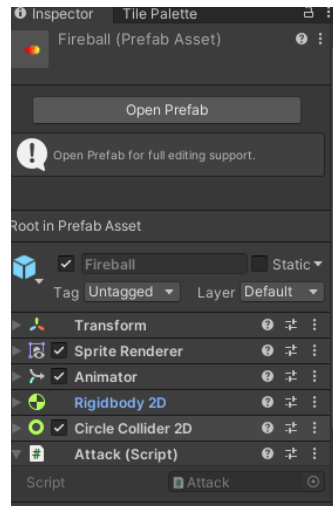 Inspector Tile Palette
Fireball (Prefab Asset)
Open Prefab
Open Prefab for full editing support.
Root in Prefab Asset
Fireball Static
Tag Untagged Layer Default
Transform
Sprite Renderer
Animator
Rigidbody 2D
Circle Collider 2D
# Attack (Script)
Script Attack